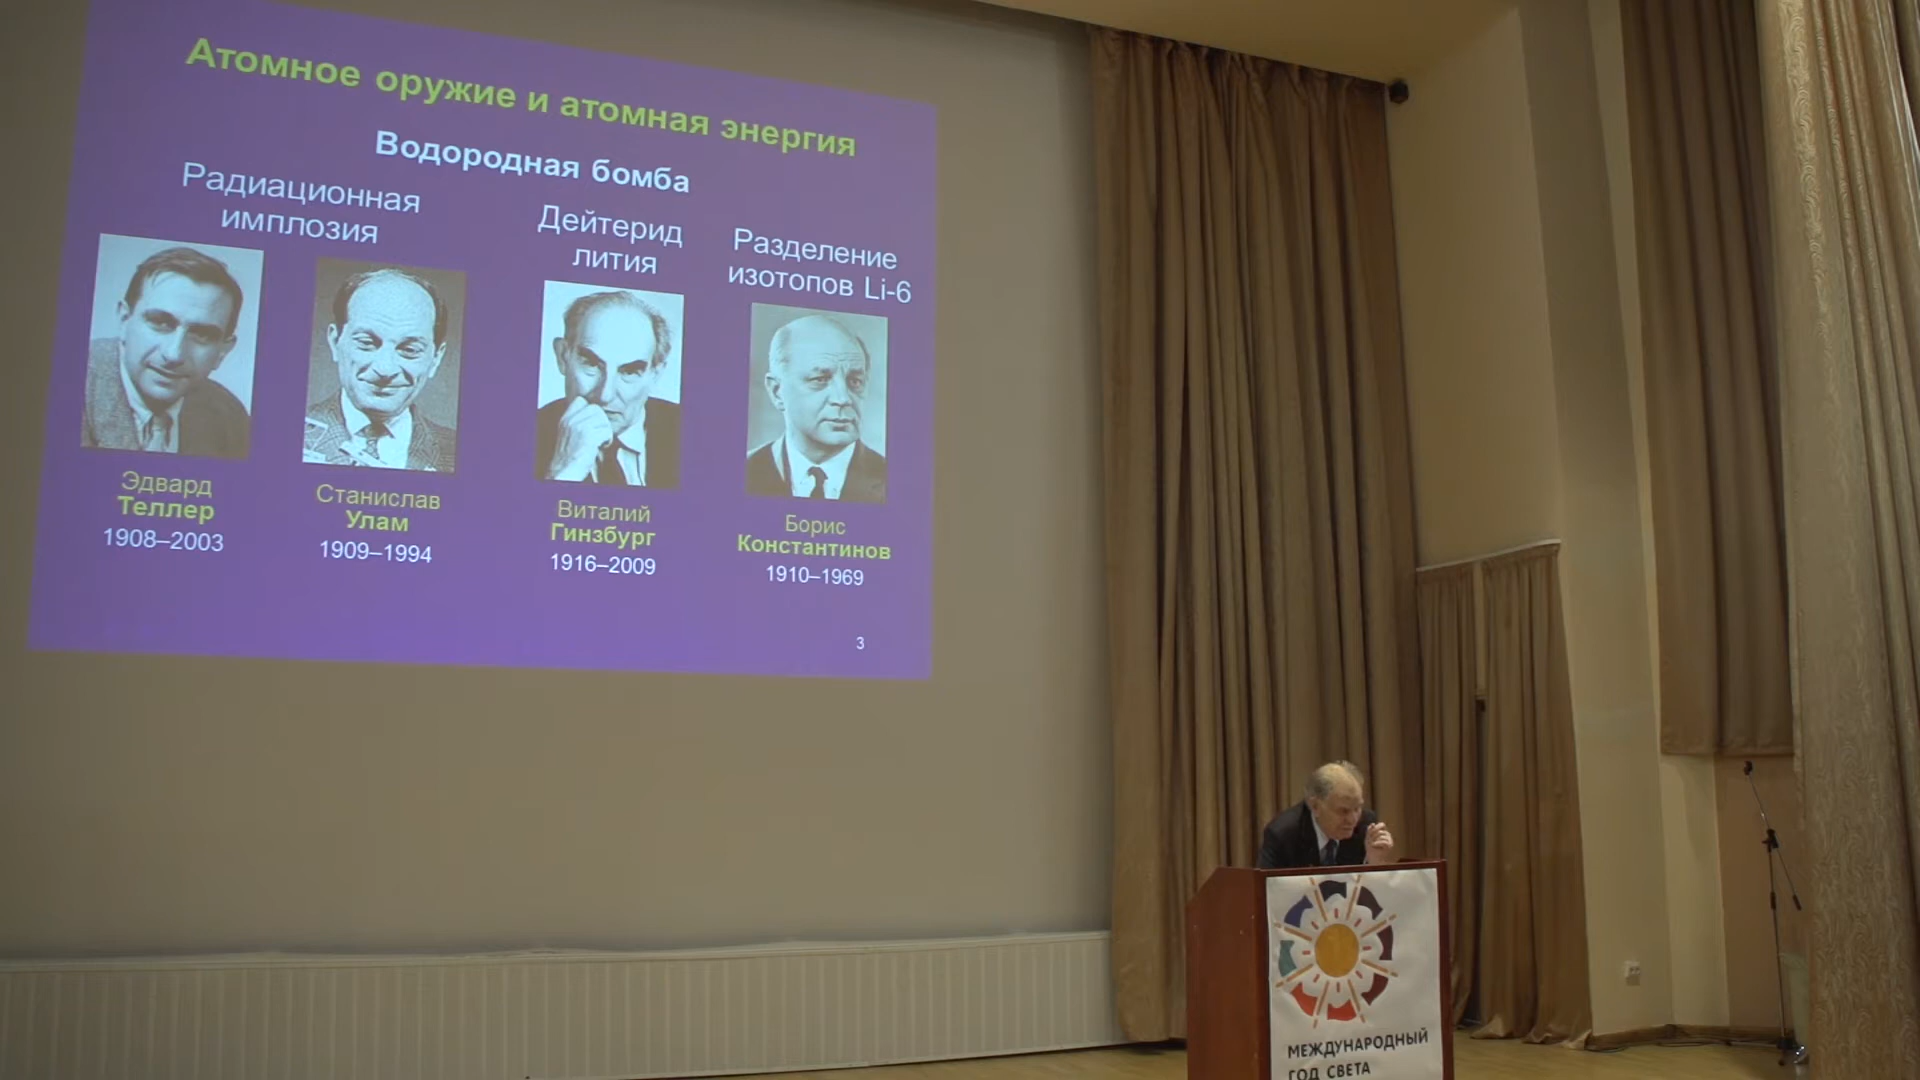 Атомное оружие и атомная энергия
Водородная бомба
Радиационная
имплозия
Дейтерид
лития
Разделение
изотопов Li-6
Эдвард
Теллер
1908–2003
Станислав
Улам
1909–1994
Виталий
Гинзбург
1916–2009
Борис
Константинов
1910–1969
3
МЕЖДУНАРОДНЫЙ
ГОД СВЕТА